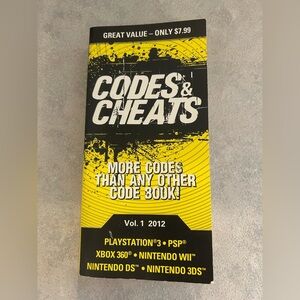 GREAT VALUE – ONLY $7.99
CODES &
CHEATS
MORE CODES
THAN ANY OTHER
CODE BOOK!
Vol. 1 2012
PLAYSTATION®3 • PSP®
XBOX 360® • NINTENDO WII™
NINTENDO DS™ • NINTENDO 3DS™